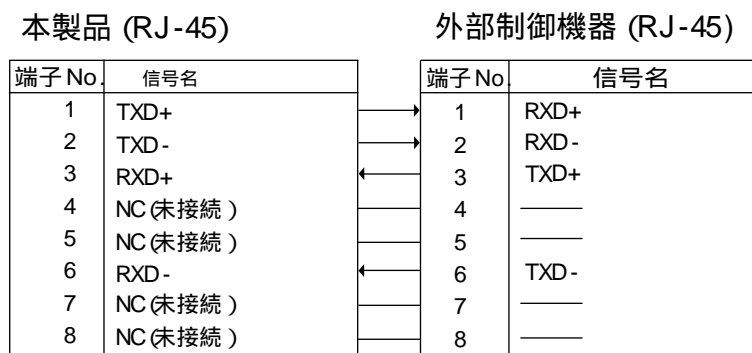 本製品 (RJ-45) 外部制御機器 (RJ-45)
端子No. 信号名 端子No. 信号名
1 TXD+ 1 RXD+
2 TXD- 2 RXD-
3 RXD+ 3 TXD+
4 NC(未接続) 4
5 NC(未接続) 5
6 RXD- 6 TXD-
7 NC(未接続) 7
8 NC(未接続) 8